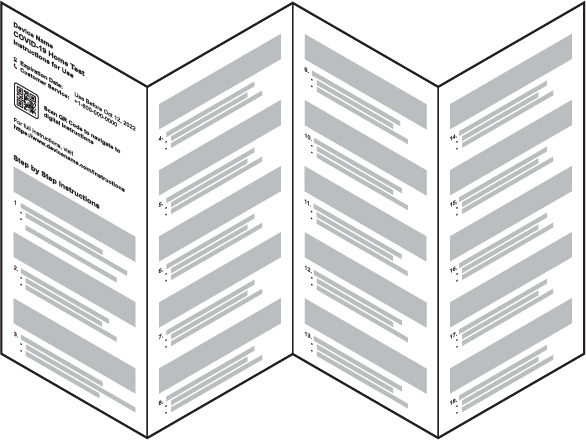 Device Name
COVID-19 Home Test
Instructions for Use
Expiration Date: Use Before Oct 12, 2022
Customer Service: +1-800-000-0000
Scan QR Code to navigate to
digital instructions
For full instructions, visit
https://www.devicename.com/instructions
Step by Step Instructions
1
2.
3.
4.
5.
6.
7.
8.
9.
10.
11.
12.
13.
14.
15.
16.
17.
18.